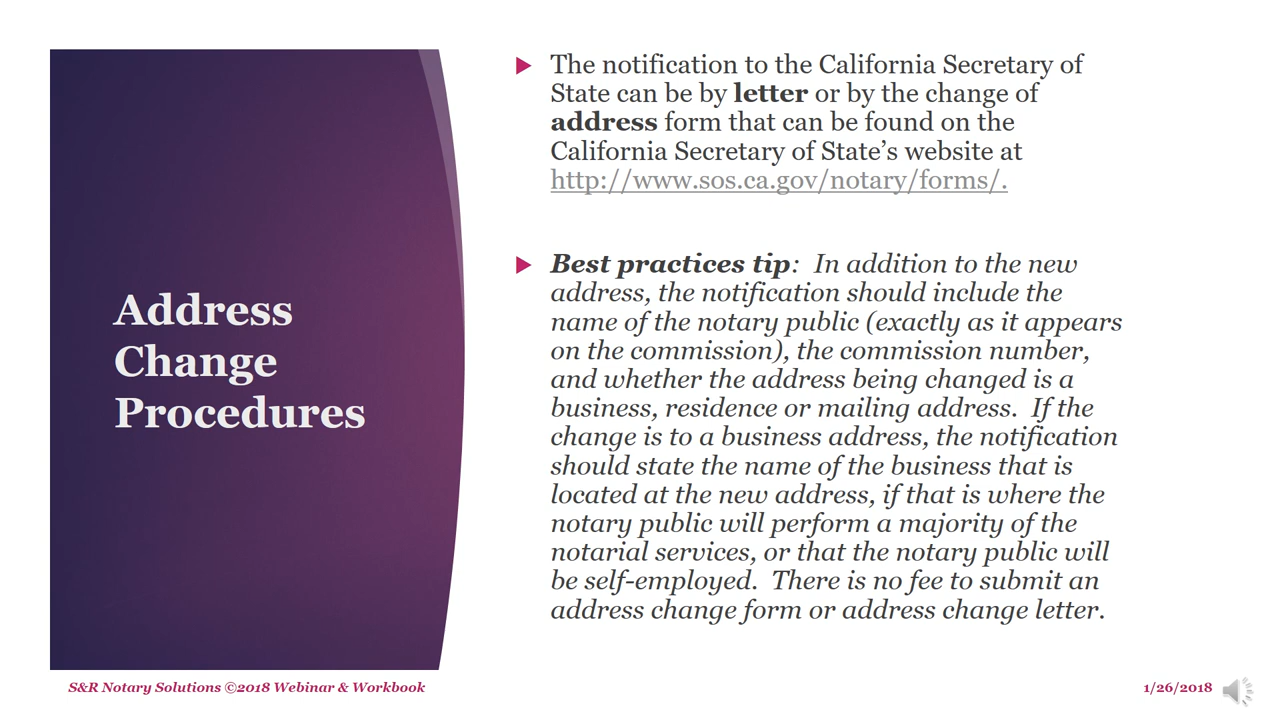 Address
Change
Procedures
The notification to the California Secretary of
State can be by letter or by the change of
address form that can be found on the
California Secretary of State’s website at
http://www.sos.ca.gov/notary/forms/.
Best practices tip:  In addition to the new
address, the notification should include the
name of the notary public (exactly as it appears
on the commission), the commission number,
and whether the address being changed is a
business, residence or mailing address.  If the
change is to a business address, the notification
should state the name of the business that is
located at the new address, if that is where the
notary public will perform a majority of the
notarial services, or that the notary public will
be self-employed.  There is no fee to submit an
address change form or address change letter.
S&R Notary Solutions ©2018 Webinar & Workbook
1/26/2018